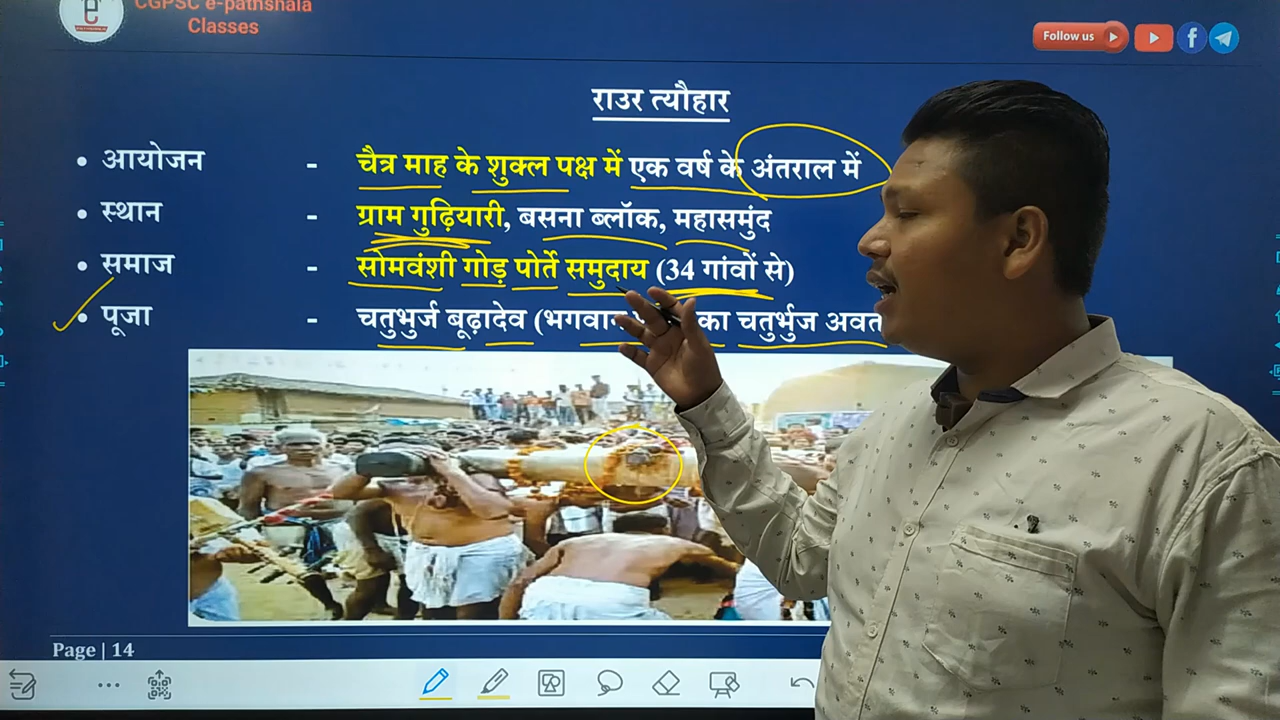 CGPSC e-pathshala
Classes
Follow us
राउर त्यौहार
• आयोजन - चैत्र माह के शुक्ल पक्ष में एक वर्ष के अंतराल में
• स्थान - ग्राम गुढ़ियारी, बसना ब्लॉक, महासमुंद
• समाज - सोमवंशी गोड़ पोर्ते समुदाय (34 गांवों से)
• पूजा - चतुभुर्ज बूढ़ादेव (भगवान का चतुर्भुज
Page | 14